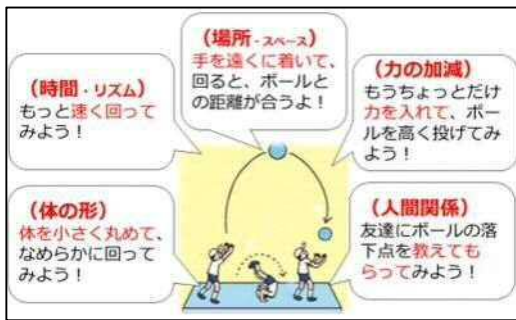 （場所・スペース）
手を遠くに着いて、
回ると、ボールと
の距離が合うよ！
（時間・リズム）
もっと速く回って
みよう！
（力の加減）
もうちょっとだけ
力を入れて、ボー
ルを高く投げてみ
よう！
（体の形）
体を小さく丸めて、
なめらかに回って
みよう！
（人間関係）
友達にボールの落
下点を教えても
らってみよう！